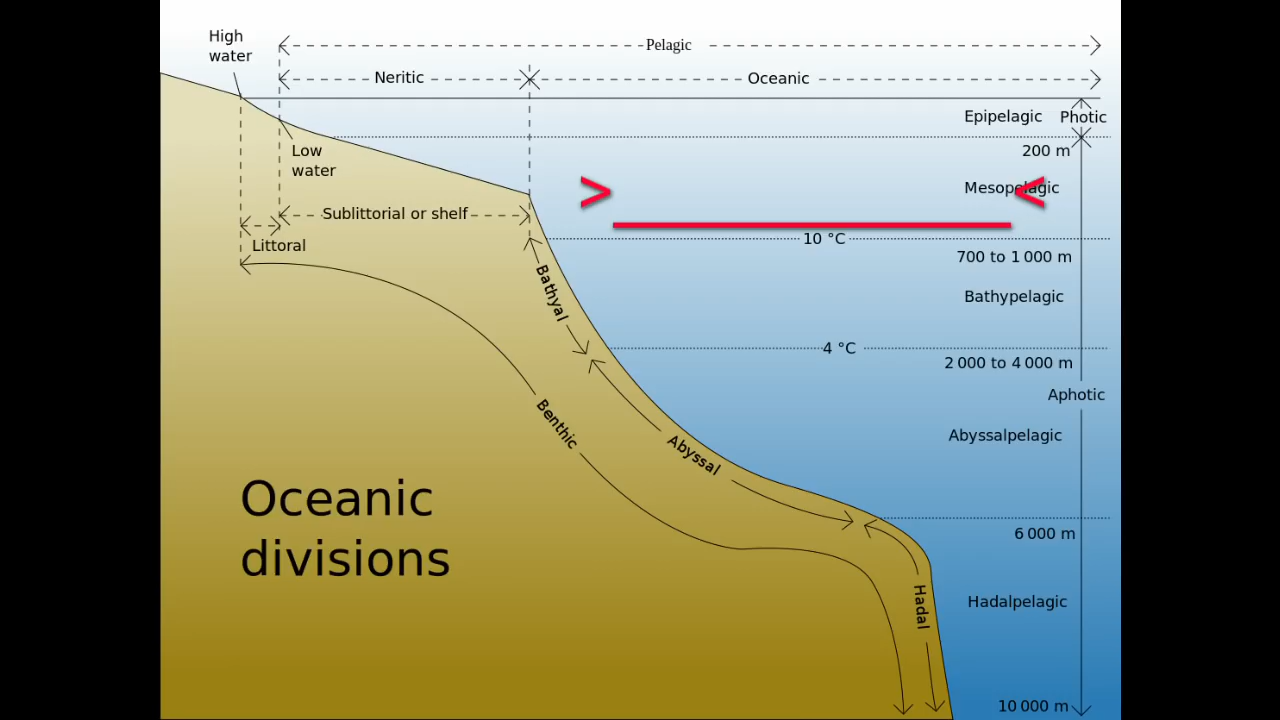 High
water
Pelagic
Neritic
Oceanic
Epipelagic
Photic
Low
water
200 m
Mesopelagic
> <
Sublittorial or shelf
Littoral
10 °C
700 to 1 000 m
Bathyal
Bathypelagic
4 °C
2 000 to 4 000 m
Aphotic
Benthic
Abyssal
Abyssalpelagic
Oceanic
divisions
6 000 m
Hadal
Hadalpelagic
10 000 m